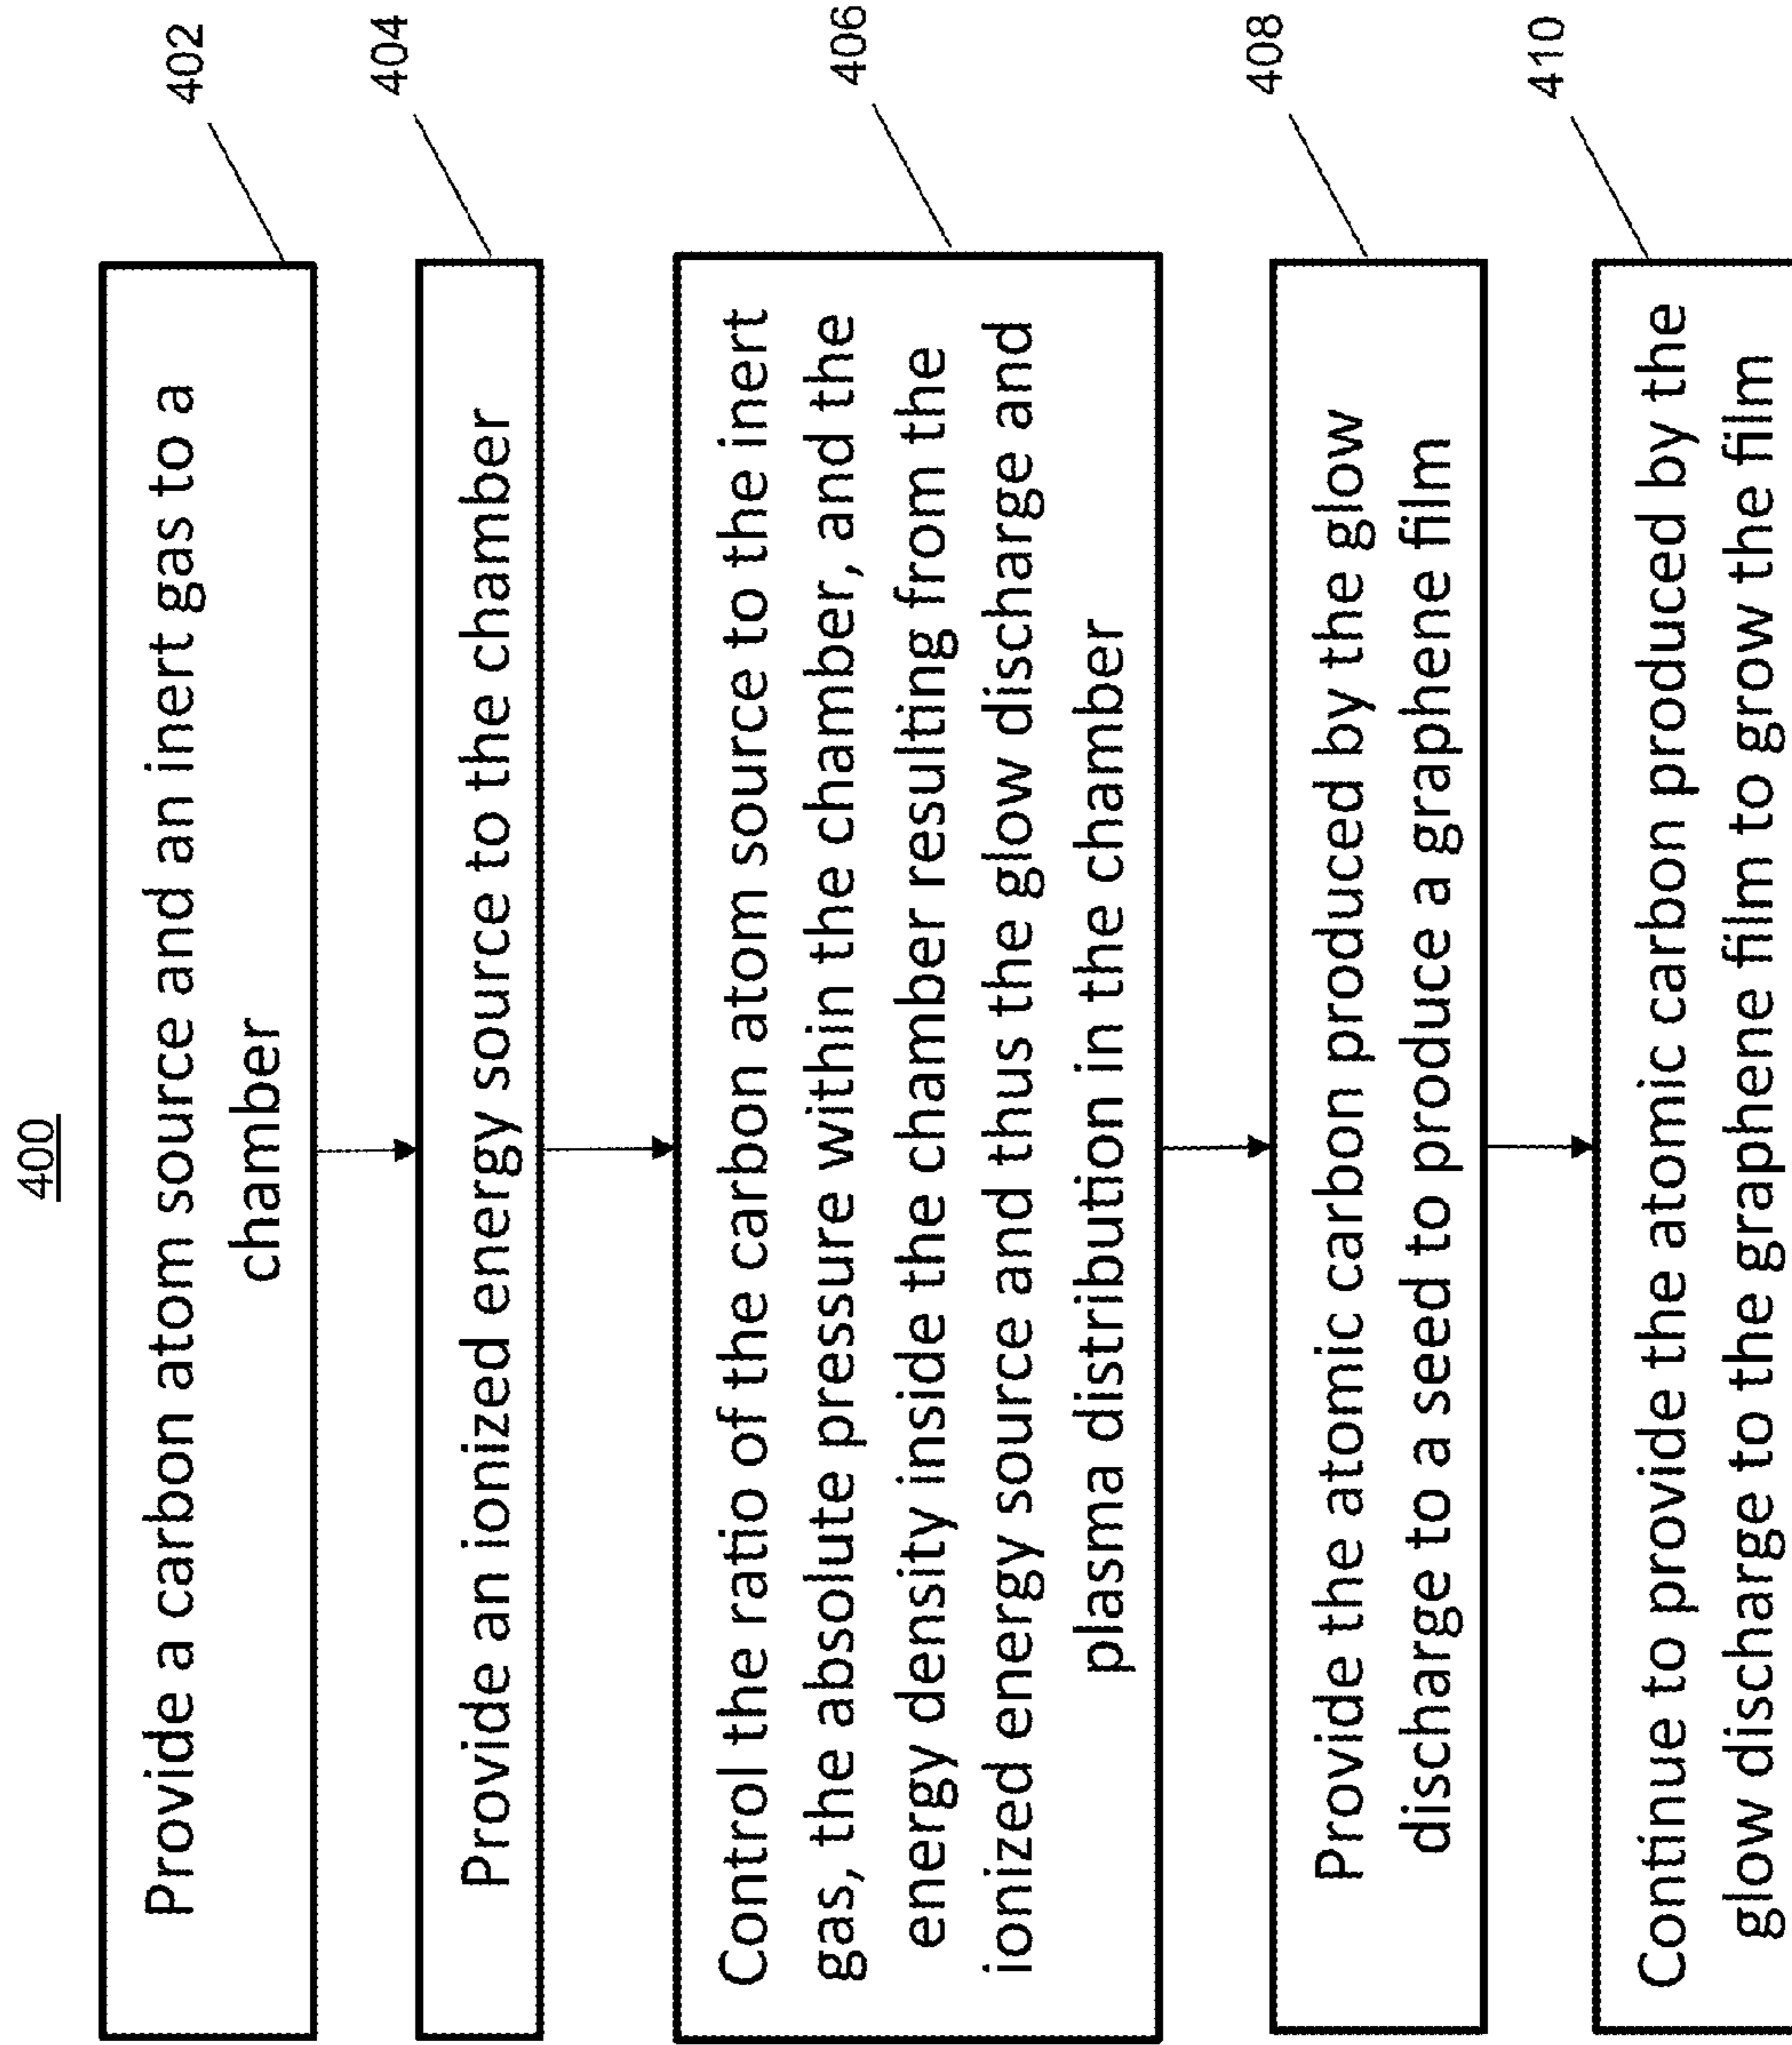 400
Provide a carbon atom source and an inert gas to a
chamber
402
Provide an ionized energy source to the chamber
404
Control the ratio of the carbon atom source to the inert
gas, the absolute pressure within the chamber, and the
energy density inside the chamber resulting from the
ionized energy source and thus the glow discharge and
plasma distribution in the chamber
406
Provide the atomic carbon produced by the glow
discharge to a seed to produce a graphene film
408
Continue to provide the atomic carbon produced by the
glow discharge to the graphene film to grow the film
410